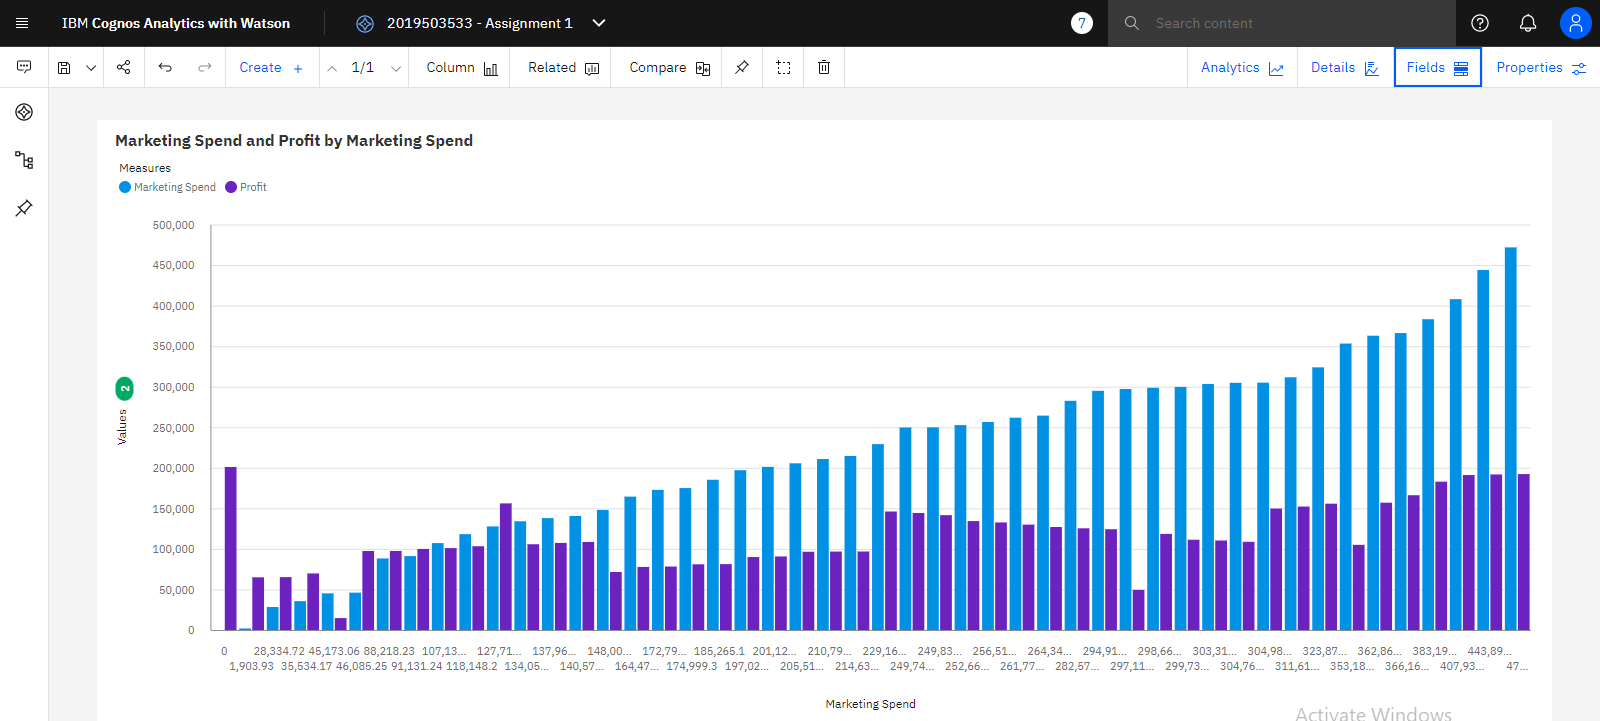 IBM Cognos Analytics with Watson
2019503533 - Assignment 1
7
Search content
Create +
1/1
Column
Related
Compare
Analytics
Details
Fields
Properties
Marketing Spend and Profit by Marketing Spend
Measures
Marketing Spend Profit
500,000
450,000
400,000
350,000
300,000
250,000
200,000
150,000
100,000
50,000
0
Values 2
0 28,334.72 45,173.06 88,218.23 107,13... 127,71... 137,96... 148,00... 172,79... 185,265.1 201,12... 210,79... 229,16... 249,83... 256,51... 264,34... 294,91... 298,66... 303,31... 304,98... 323,87... 362,86... 383,19... 443,89...
1,903.93 35,534.17 46,085.25 91,131.24 118,148.2 134,05... 140,57... 164,47... 174,999.3 197,02... 205,51... 214,63... 249,74... 252,66... 261,77... 282,57... 297,11... 299,73... 304,76... 311,61... 353,18... 366,16... 407,93... 47...
Marketing Spend
Activate Windows